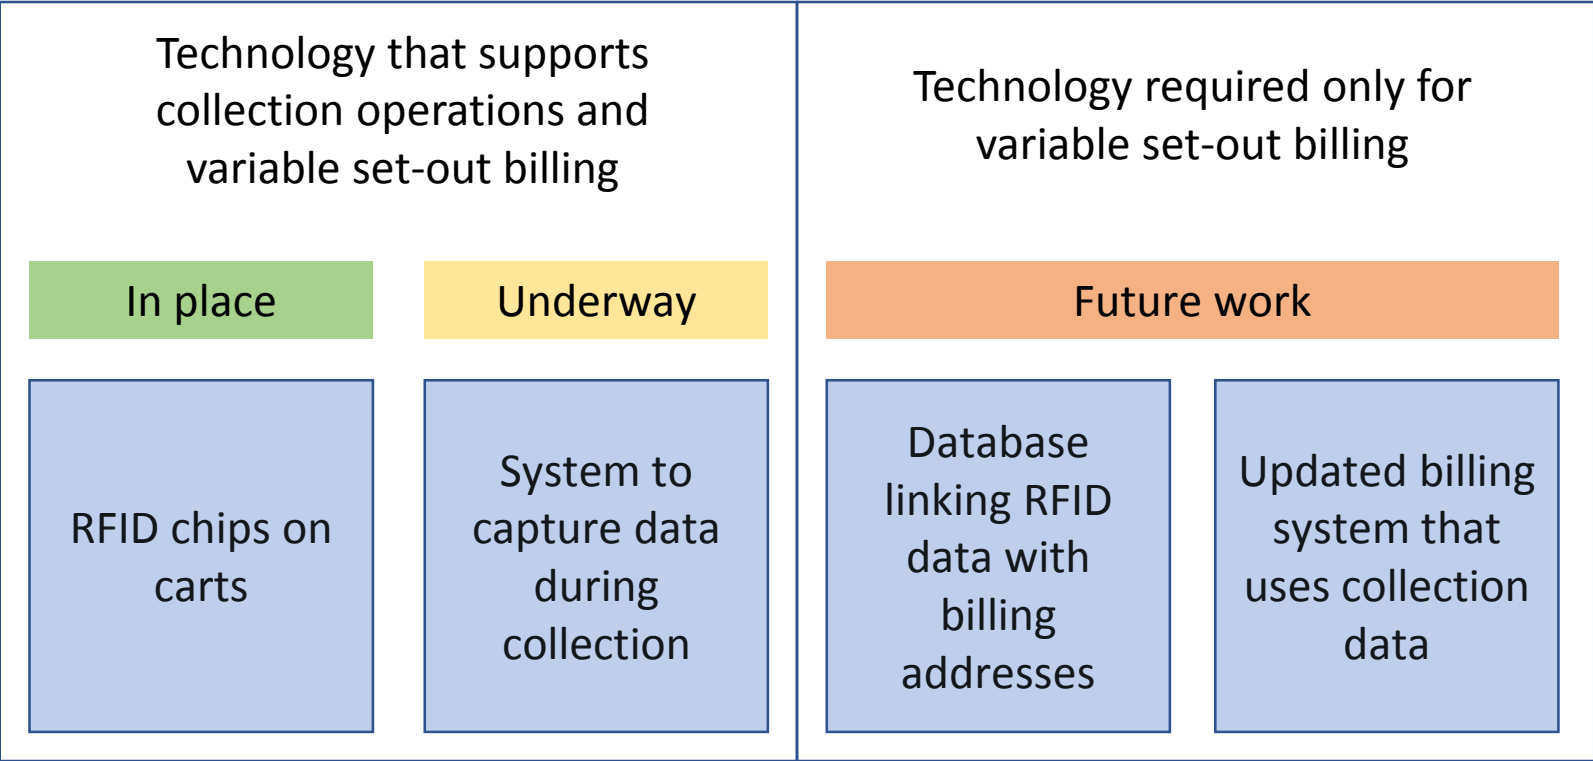 Technology that supports
collection operations and
variable set-out billing
Technology required only for
variable set-out billing
In place
Underway
Future work
RFID chips on
carts
System to
capture data
during
collection
Database
linking RFID
data with
billing
addresses
Updated billing
system that
uses collection
data